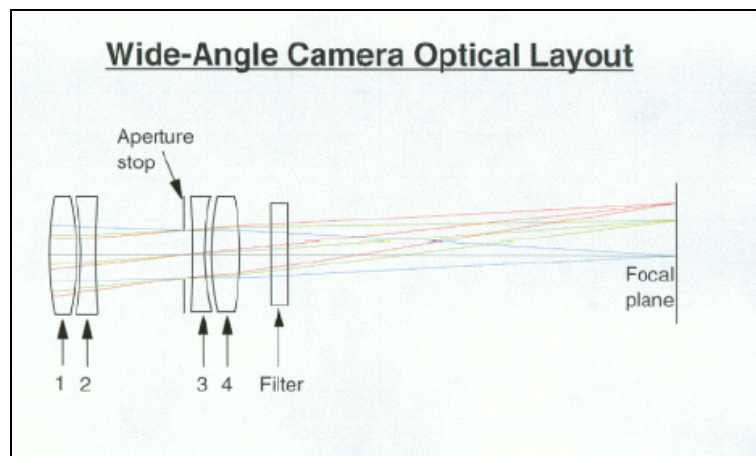 Wide-Angle Camera Optical Layout
Aperture
stop
Focal
plane
1 2 3 4 Filter